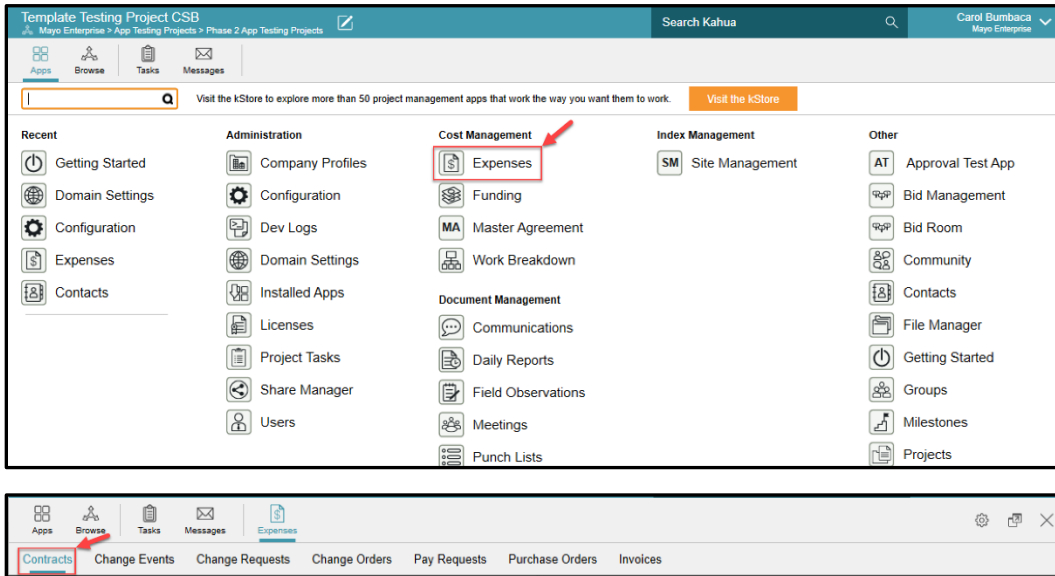 Template Testing Project CSB
Mayo Enterprise > App Testing Projects > Phase 2 App Testing Projects
Search Kahua
Carol Bumbaca
Mayo Enterprise
Apps
Browse
Tasks
Messages
Visit the kStore to explore more than 50 project management apps that work the way you want them to work.
Visit the kStore
Recent
Getting Started
Domain Settings
Configuration
Expenses
Contacts
Administration
Company Profiles
Configuration
Dev Logs
Domain Settings
Installed Apps
Licenses
Project Tasks
Share Manager
Users
Cost Management
Expenses
Funding
MA Master Agreement
Work Breakdown
Document Management
Communications
Daily Reports
Field Observations
Meetings
Punch Lists
Index Management
SM Site Management
Other
AT Approval Test App
Bid Management
Bid Room
Community
Contacts
File Manager
Getting Started
Groups
Milestones
Projects
Apps
Browse
Tasks
Messages
Expenses
Contracts
Change Events
Change Requests
Change Orders
Pay Requests
Purchase Orders
Invoices